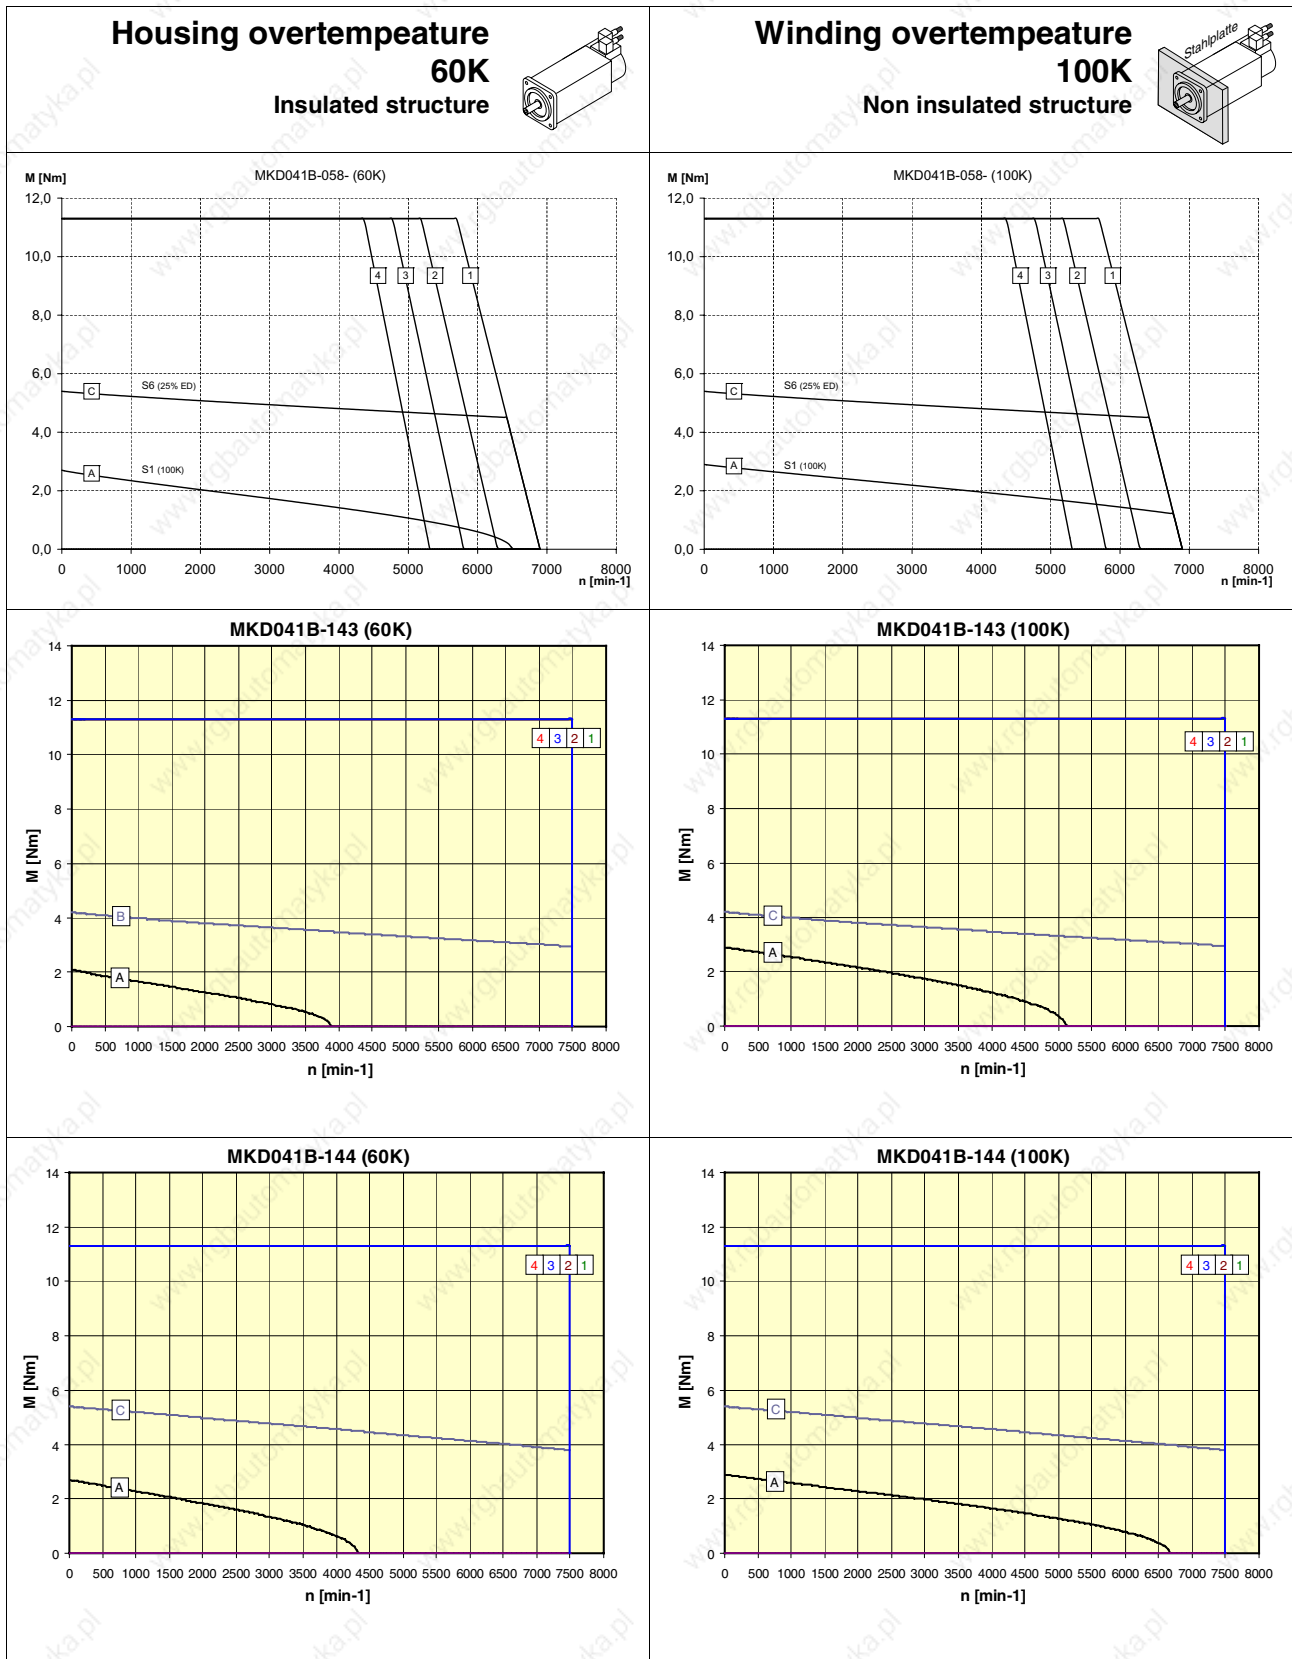 Housing overtempeature
60K
Insulated structure
Winding overtempeature
100K
Non insulated structure
Stahlplatte
MKD041B-058- (60K)
M [Nm]
12,0
10,0
8,0
6,0
4,0
2,0
0,0
4 3 2 1
C
S6 (25% ED)
A
S1 (100K)
0 1000 2000 3000 4000 5000 6000 7000 8000
n [min-1]
MKD041B-058- (100K)
M [Nm]
12,0
10,0
8,0
6,0
4,0
2,0
0,0
4 3 2 1
C
S6 (25% ED)
A
S1 (100K)
0 1000 2000 3000 4000 5000 6000 7000 8000
n [min-1]
MKD041B-143 (60K)
14
12
10
8
6
4
2
0
M [Nm]
4 3 2 1
B
A
0 500 1000 1500 2000 2500 3000 3500 4000 4500 5000 5500 6000 6500 7000 7500 8000
n [min-1]
MKD041B-143 (100K)
14
12
10
8
6
4
2
0
M [Nm]
4 3 2 1
C
A
0 500 1000 1500 2000 2500 3000 3500 4000 4500 5000 5500 6000 6500 7000 7500 8000
n [min-1]
MKD041B-144 (60K)
14
12
10
8
6
4
2
0
M [Nm]
4 3 2 1
C
A
0 500 1000 1500 2000 2500 3000 3500 4000 4500 5000 5500 6000 6500 7000 7500 8000
n [min-1]
MKD041B-144 (100K)
14
12
10
8
6
4
2
0
M [Nm]
4 3 2 1
C
A
0 500 1000 1500 2000 2500 3000 3500 4000 4500 5000 5500 6000 6500 7000 7500 8000
n [min-1]
www.rgbautomatyka.pl